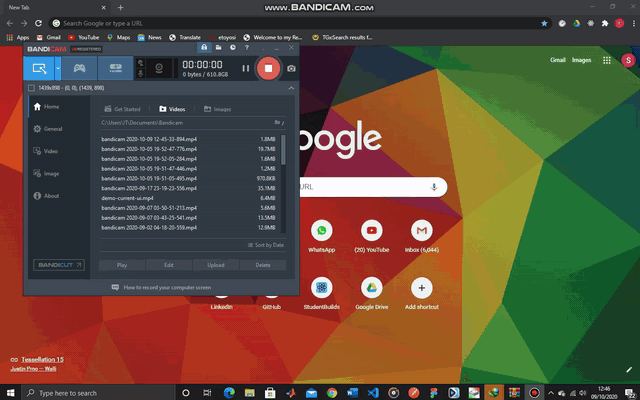 www.BANDICAM.com
New Tab
Search Google or type a URL
Apps Gmail YouTube Maps News Translate etoyosi Welcome to my Re... TGxSearch results f...
BANDICAM UNREGISTERED
Gmail Images S
00:00:00
0 bytes / 610.8GB
1439x898 - (0, 0), (1439, 898)
Home
General
Video
Image
About
Get Started Videos Images
C:\Users\IT\Documents\Bandicam
bandicam 2020-10-09 12-45-33-894.mp4 1.8MB
bandicam 2020-10-05 19-52-47-776.mp4 19.7MB
bandicam 2020-10-05 19-52-05-284.mp4 1.6MB
bandicam 2020-10-05 19-51-47-446.mp4 1.2MB
bandicam 2020-10-05 19-51-05-495.mp4 970.8KB
bandicam 2020-09-17 23-19-23-556.mp4 35.1MB
demo-current-ui.mp4 6.4MB
bandicam 2020-09-07 03-50-51-213.mp4 5.6MB
bandicam 2020-09-07 03-43-25-541.mp4 13.5MB
bandicam 2020-09-02 04-18-20-559.mp4 12.9MB
Sort by Date
Play Edit Upload Delete
BANDICUT
How to record your computer screen
oogle
URL
WhatsApp (20) YouTube Inbox (6,044)
LinkedIn GitHub StudentBuilds Google Drive Add shortcut
Tessellation 15
Justin Prno — Walli
Type here to search
12:46
09/10/2020